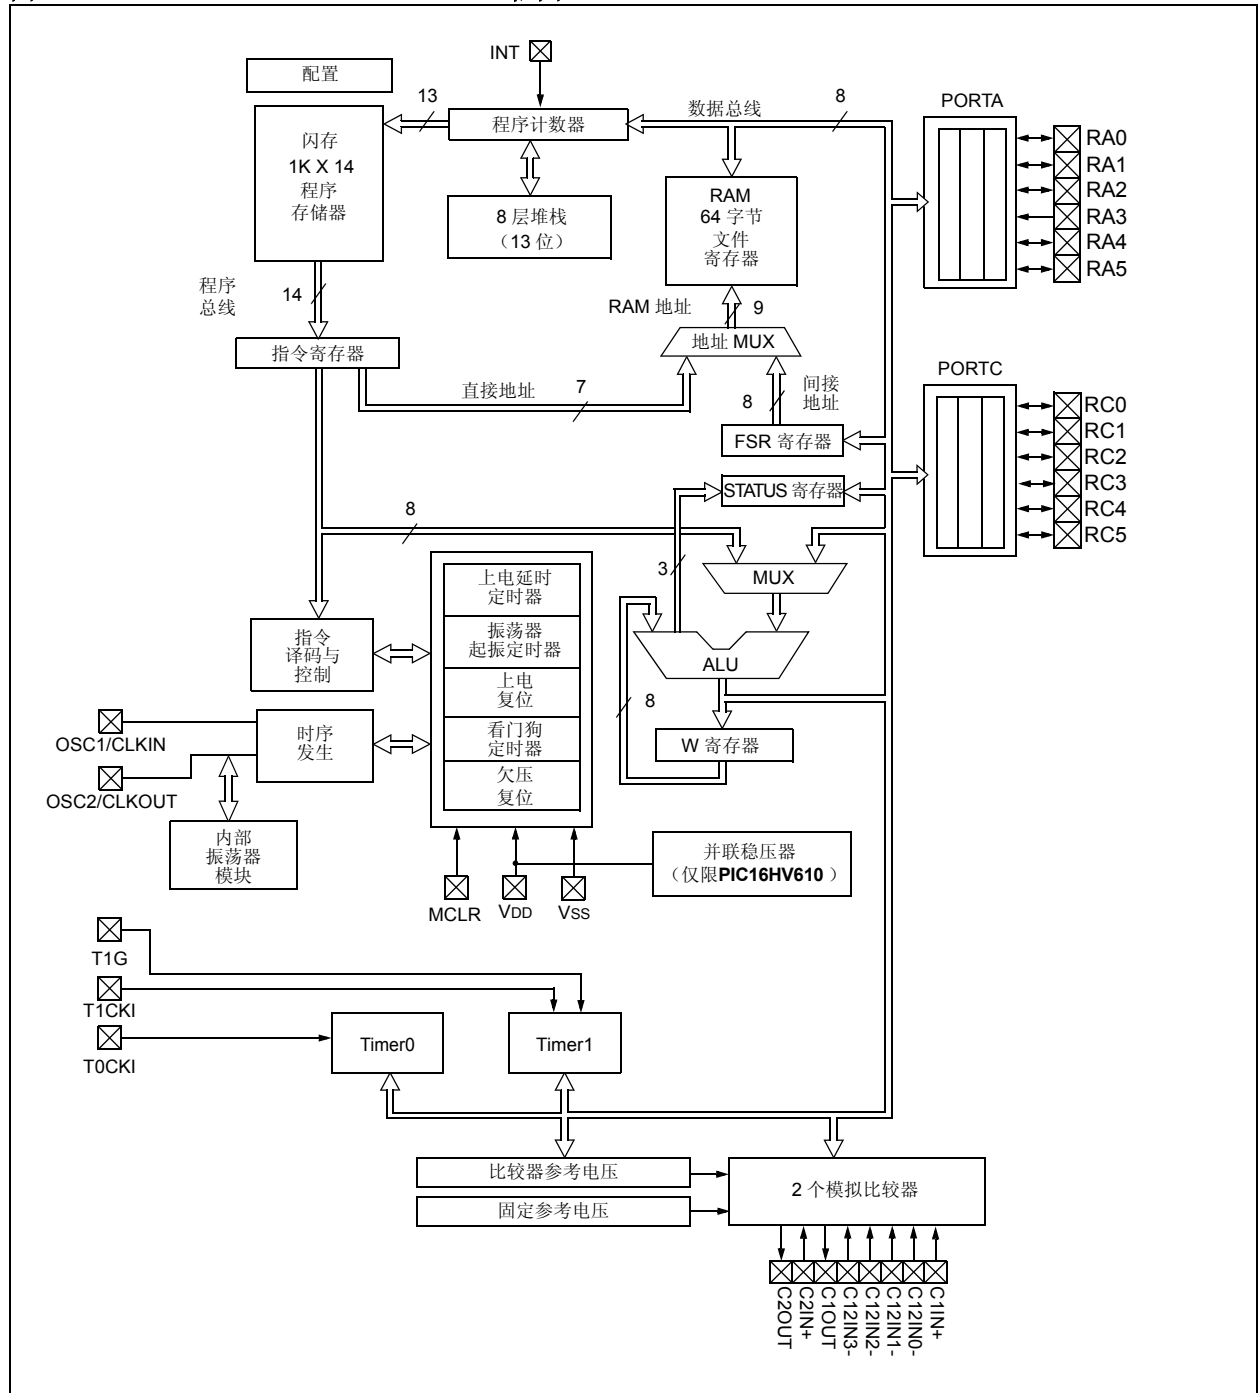 INT
配置
13
数据总线
8
PORTA
程序计数器
闪存
1K X 14
程序
存储器
8 层堆栈
（13 位）
RAM
64 字节
文件
寄存器
RA0
RA1
RA2
RA3
RA4
RA5
程序
总线
14
RAM 地址
9
地址 MUX
指令寄存器
直接地址
7
8
间接
地址
FSR 寄存器
STATUS 寄存器
PORTC
RC0
RC1
RC2
RC3
RC4
RC5
8
3
MUX
ALU
8
W 寄存器
上电延时
定时器
振荡器
起振定时器
上电
复位
看门狗
定时器
欠压
复位
指令
译码与
控制
OSC1/CLKIN
时序
发生
OSC2/CLKOUT
内部
振荡器
模块
MCLR
VDD
VSS
并联稳压器
（仅限PIC16HV610 ）
T1G
T1CKI
T0CKI
Timer0
Timer1
比较器参考电压
固定参考电压
2 个模拟比较器
C2OUT
C2IN+
C1OUT
C12IN3-
C12IN2-
C12IN1-
C12IN0-
C1IN+